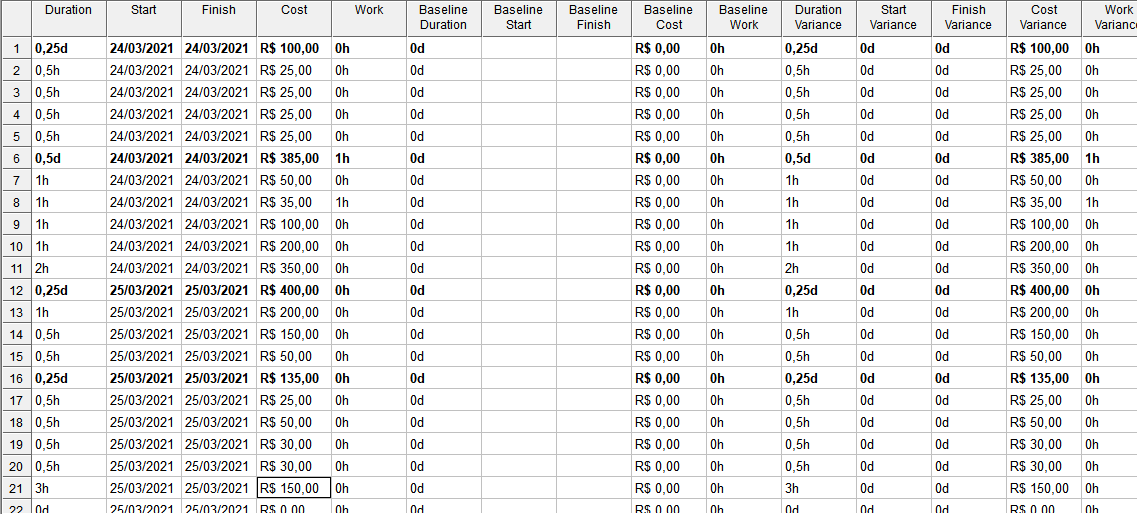 Duration Start Finish Cost Work Baseline Duration Baseline Start Baseline Finish Baseline Cost Baseline Work Duration Variance Start Variance Finish Variance Cost Variance Work Variance
1 0,25d 24/03/2021 24/03/2021 R$ 100,00 0h 0d R$ 0,00 0h 0,25d 0d 0d R$ 100,00 0h
2 0,5h 24/03/2021 24/03/2021 R$ 25,00 0h 0d R$ 0,00 0h 0,5h 0d 0d R$ 25,00 0h
3 0,5h 24/03/2021 24/03/2021 R$ 25,00 0h 0d R$ 0,00 0h 0,5h 0d 0d R$ 25,00 0h
4 0,5h 24/03/2021 24/03/2021 R$ 25,00 0h 0d R$ 0,00 0h 0,5h 0d 0d R$ 25,00 0h
5 0,5h 24/03/2021 24/03/2021 R$ 25,00 0h 0d R$ 0,00 0h 0,5h 0d 0d R$ 25,00 0h
6 0,5d 24/03/2021 24/03/2021 R$ 385,00 1h 0d R$ 0,00 0h 0,5d 0d 0d R$ 385,00 1h
7 1h 24/03/2021 24/03/2021 R$ 50,00 0h 0d R$ 0,00 0h 1h 0d 0d R$ 50,00 0h
8 1h 24/03/2021 24/03/2021 R$ 35,00 1h 0d R$ 0,00 0h 1h 0d 0d R$ 35,00 1h
9 1h 24/03/2021 24/03/2021 R$ 100,00 0h 0d R$ 0,00 0h 1h 0d 0d R$ 100,00 0h
10 1h 24/03/2021 24/03/2021 R$ 200,00 0h 0d R$ 0,00 0h 1h 0d 0d R$ 200,00 0h
11 2h 24/03/2021 24/03/2021 R$ 350,00 0h 0d R$ 0,00 0h 2h 0d 0d R$ 350,00 0h
12 0,25d 25/03/2021 25/03/2021 R$ 400,00 0h 0d R$ 0,00 0h 0,25d 0d 0d R$ 400,00 0h
13 1h 25/03/2021 25/03/2021 R$ 200,00 0h 0d R$ 0,00 0h 1h 0d 0d R$ 200,00 0h
14 0,5h 25/03/2021 25/03/2021 R$ 150,00 0h 0d R$ 0,00 0h 0,5h 0d 0d R$ 150,00 0h
15 0,5h 25/03/2021 25/03/2021 R$ 50,00 0h 0d R$ 0,00 0h 0,5h 0d 0d R$ 50,00 0h
16 0,25d 25/03/2021 25/03/2021 R$ 135,00 0h 0d R$ 0,00 0h 0,25d 0d 0d R$ 135,00 0h
17 0,5h 25/03/2021 25/03/2021 R$ 25,00 0h 0d R$ 0,00 0h 0,5h 0d 0d R$ 25,00 0h
18 0,5h 25/03/2021 25/03/2021 R$ 50,00 0h 0d R$ 0,00 0h 0,5h 0d 0d R$ 50,00 0h
19 0,5h 25/03/2021 25/03/2021 R$ 30,00 0h 0d R$ 0,00 0h 0,5h 0d 0d R$ 30,00 0h
20 0,5h 25/03/2021 25/03/2021 R$ 30,00 0h 0d R$ 0,00 0h 0,5h 0d 0d R$ 30,00 0h
21 3h 25/03/2021 25/03/2021 R$ 150,00 0h 0d R$ 0,00 0h 3h 0d 0d R$ 150,00 0h
22 0d 25/03/2021 25/03/2021 R$ 0,00 0h 0d R$ 0,00 0h 0d 0d 0d R$ 0,00 0h